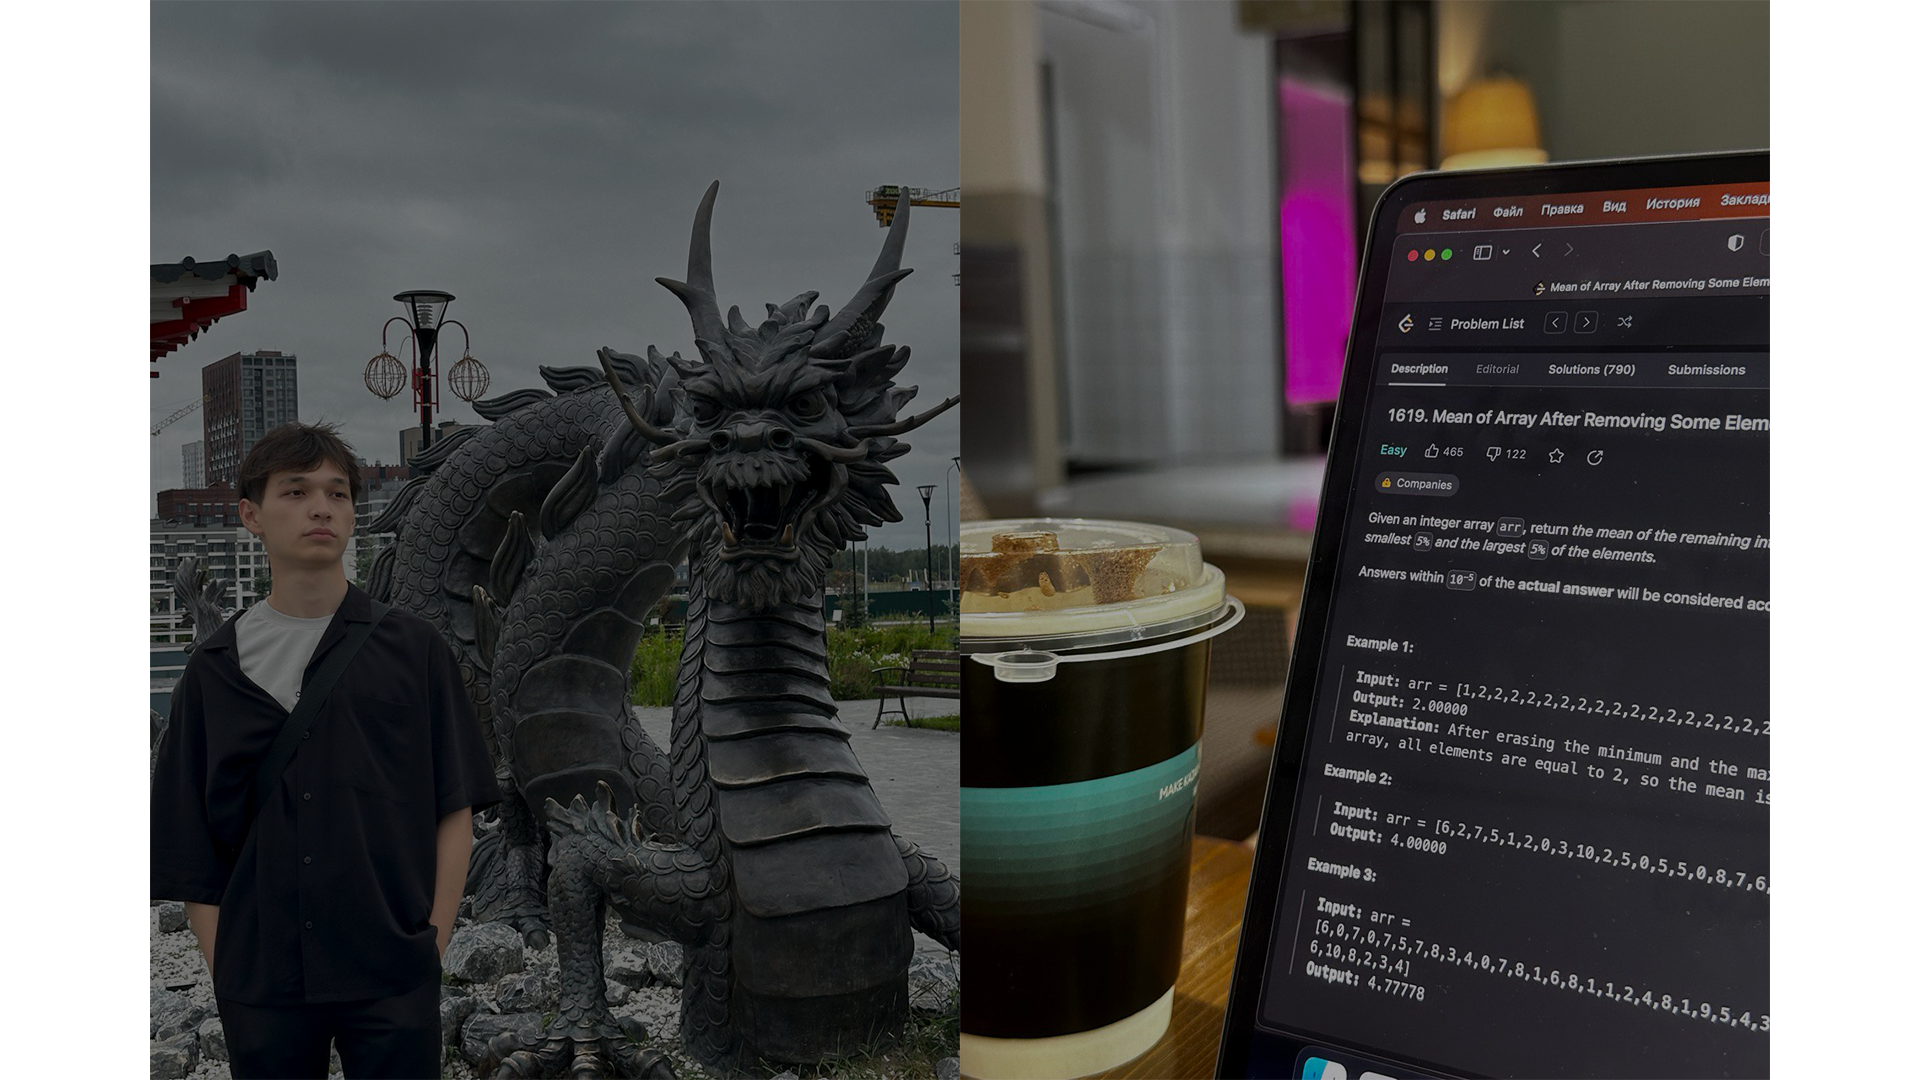 MAKE
Safari Файл Правка Вид История
Mean of Array After Removing Some
Problem List
Description Editorial Solutions (790) Submissions
1619. Mean of Array After Removing Some
Easy 465 122
Companies
Given an integer array arr, return the mean of the remaining
smallest 5% and the largest 5% of the elements.
Answers within 10⁻⁵ of the actual answer will be considered
Example 1:
Input: arr = [1,2,2,2,2,2,2,2,2,2,2,2,2,2,2,2,2,2,2
Output: 2.00000
Explanation: After erasing the minimum and the
array, all elements are equal to 2, so the mean is
Example 2:
Input: arr = [6,2,7,5,1,2,0,3,10,2,5,0,5,5,0,8,7,6,
Output: 4.00000
Example 3:
Input: arr =
[6,0,7,0,7,5,7,8,3,4,0,7,8,1,6,8,1,1,2,4,8,1,9,5,4,3
6,10,8,2,3,4]
Output: 4.77778